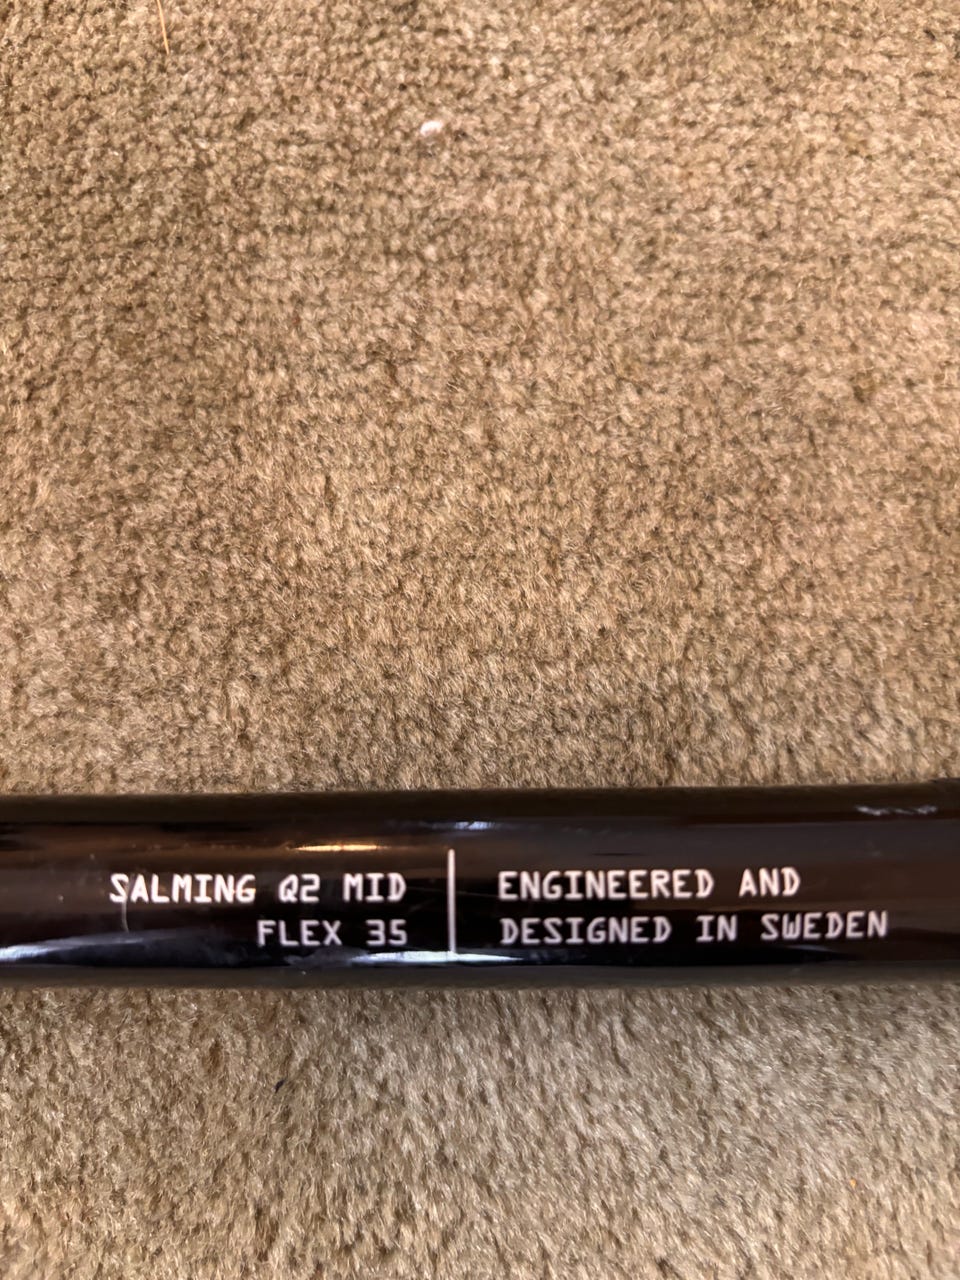 SALMING Q2 MID
FLEX 35
ENGINEERED AND
DESIGNED IN SWEDEN